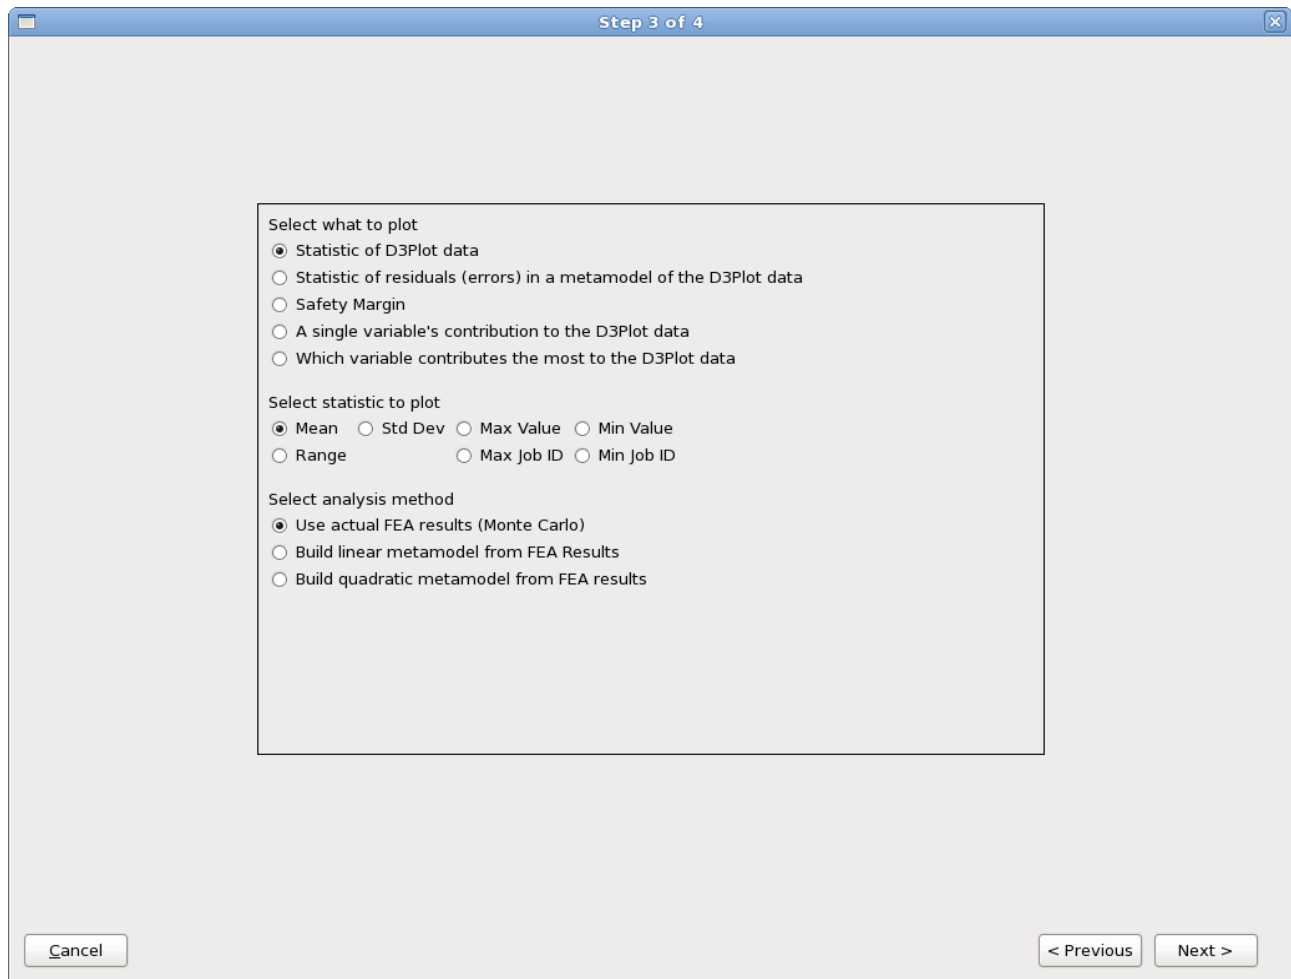 Step 3 of 4
Select what to plot
Statistic of D3Plot data
Statistic of residuals (errors) in a metamodel of the D3Plot data
Safety Margin
A single variable's contribution to the D3Plot data
Which variable contributes the most to the D3Plot data
Select statistic to plot
Mean Std Dev Max Value Min Value
Range Max Job ID Min Job ID
Select analysis method
Use actual FEA results (Monte Carlo)
Build linear metamodel from FEA Results
Build quadratic metamodel from FEA results
Cancel < Previous Next >